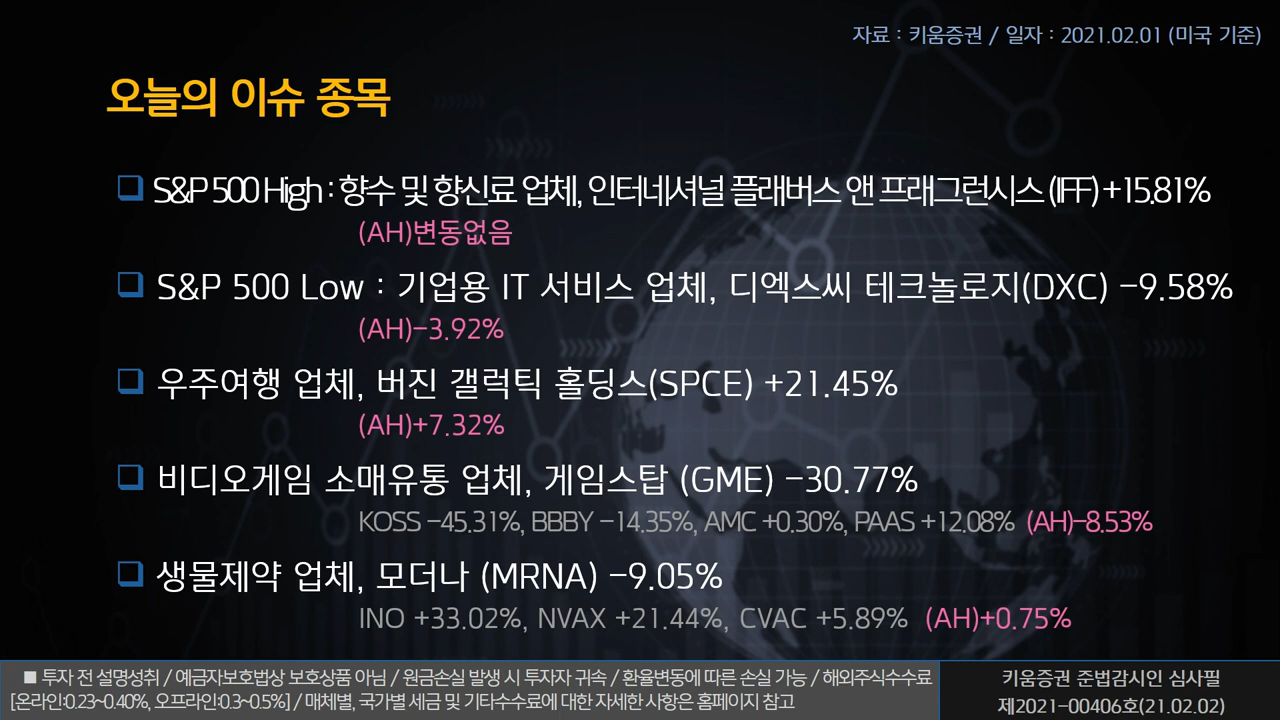 자료 : 키움증권 / 일자 : 2021.02.01 (미국 기준)
오늘의 이슈 종목
❑ S&P 500 High : 향수 및 향신료 업체, 인터네셔널 플래버스 앤 프래그런시스 (IFF) +15.81%
(AH)변동없음
❑ S&P 500 Low : 기업용 IT 서비스 업체, 디엑스씨 테크놀로지(DXC) -9.58%
(AH)-3.92%
❑ 우주여행 업체, 버진 갤럭틱 홀딩스(SPCE) +21.45%
(AH)+7.32%
❑ 비디오게임 소매유통 업체, 게임스탑 (GME) -30.77%
KOSS -45.31%, BBBY -14.35%, AMC +0.30%, PAAS +12.08% (AH)-8.53%
❑ 생물제약 업체, 모더나 (MRNA) -9.05%
INO +33.02%, NVAX +21.44%, CVAC +5.89% (AH)+0.75%
■ 투자 전 설명성취 / 예금자보호법상 보호상품 아님 / 원금손실 발생 시 투자자 귀속 / 환율변동에 따른 손실 가능 / 해외주식수수료
[온라인:0.23~0.40%, 오프라인:0.3~0.5%] / 매체별, 국가별 세금 및 기타수수료에 대한 자세한 사항은 홈페이지 참고
키움증권 준법감시인 심사필
제2021-00406호(21.02.02)